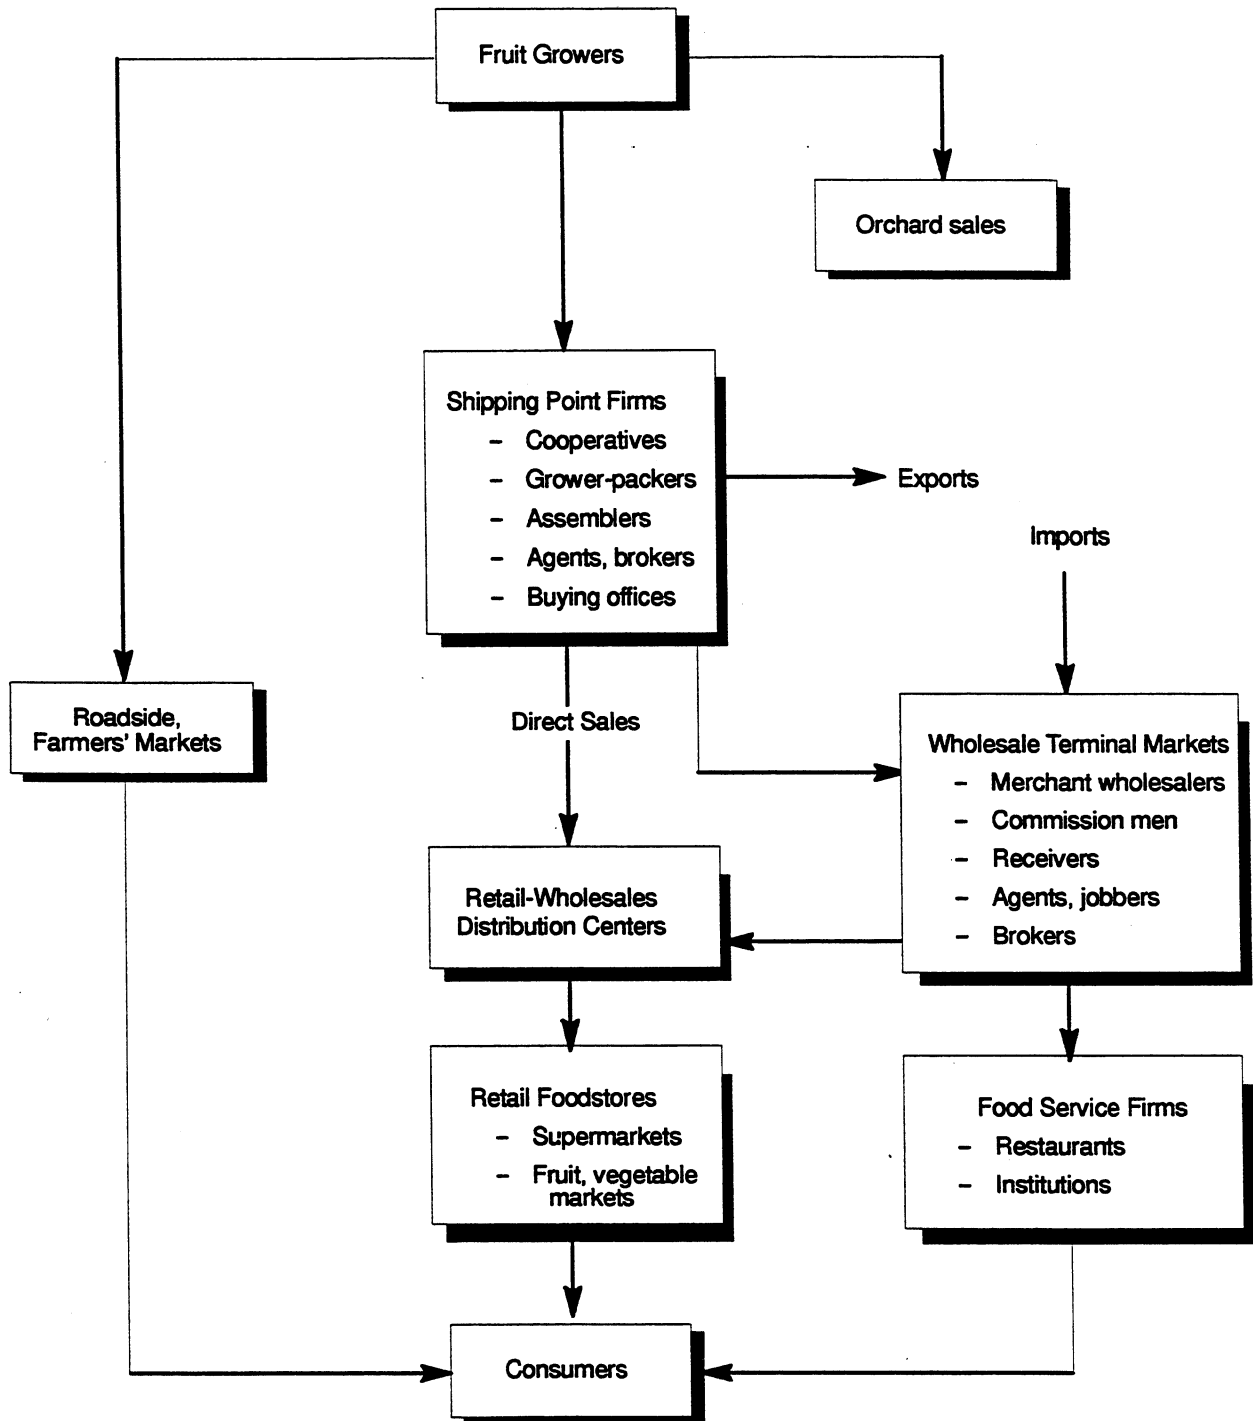 Fruit Growers
Orchard sales
Shipping Point Firms
- Cooperatives
- Grower-packers
- Assemblers
- Agents, brokers
- Buying offices
Exports
Imports
Roadside,
Farmers' Markets
Direct Sales
Wholesale Terminal Markets
- Merchant wholesalers
- Commission men
- Receivers
- Agents, jobbers
- Brokers
Retail-Wholesales
Distribution Centers
Retail Foodstores
- Supermarkets
- Fruit, vegetable
markets
Food Service Firms
- Restaurants
- Institutions
Consumers